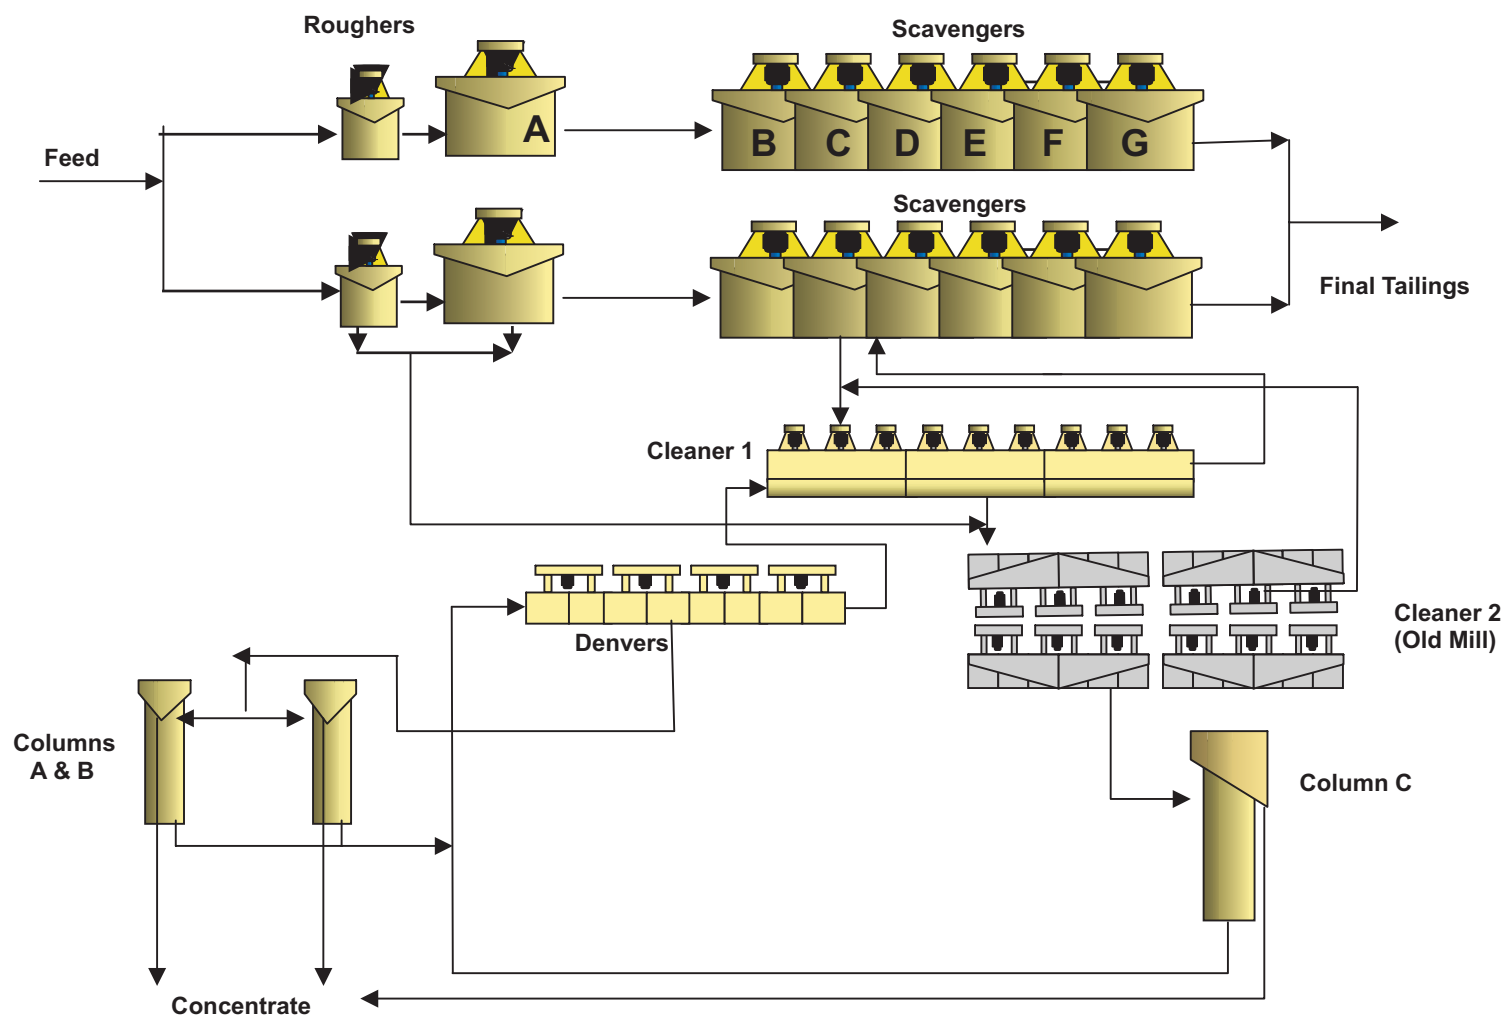 Roughers
Scavengers
A
B C D E F G
Feed
Scavengers
Final Tailings
Cleaner 1
Cleaner 2
(Old Mill)
Denvers
Columns
A & B
Column C
Concentrate